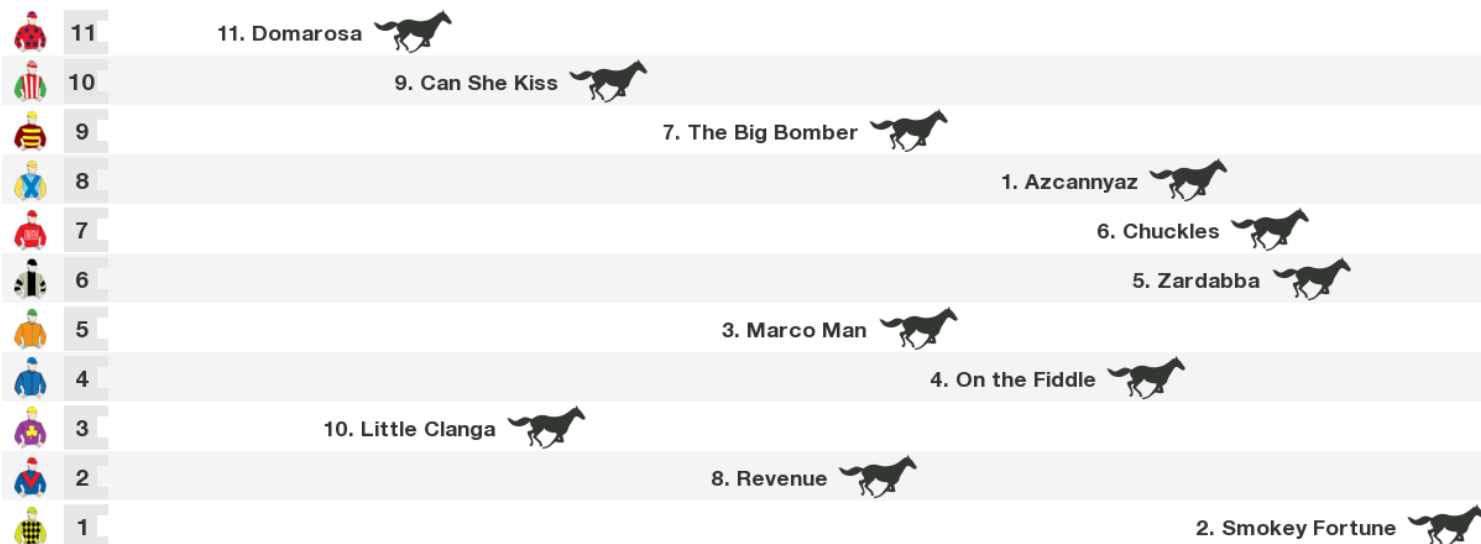 11 11. Domarosa
10 9. Can She Kiss
9 7. The Big Bomber
8 1. Azcannyaz
7 6. Chuckles
6 5. Zardabba
5 3. Marco Man
4 4. On the Fiddle
3 10. Little Clanga
2 8. Revenue
1 2. Smokey Fortune